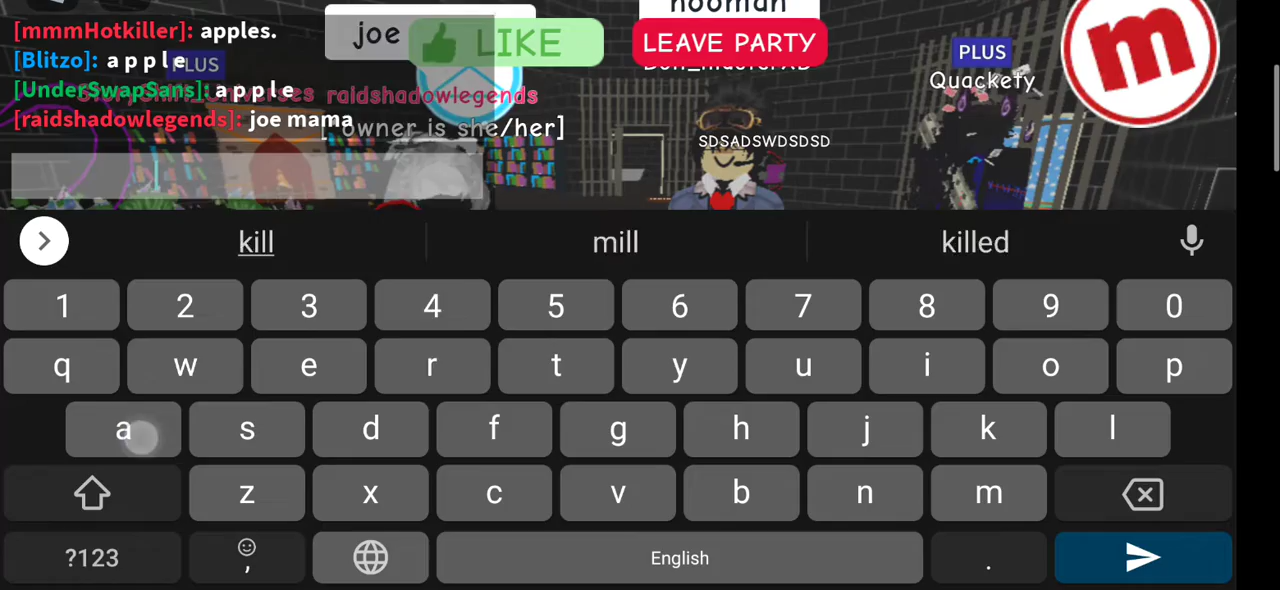 nooman
[mmmHotkiller]: apples.
joe
LIKE
LEAVE PARTY
m
[Blitzo]: a p p l e
PLUS
PLUS
Quackety
[UnderSwapSans]: a p p l e
raidshadowlegends
[raidshadowlegends]: joe mama
owner is she/her]
SDSADSWDSDSD
kill mill killed
1 2 3 4 5 6 7 8 9 0
q w e r t y u i o p
a s d f g h j k l
z x c v b n m
?123 , English .